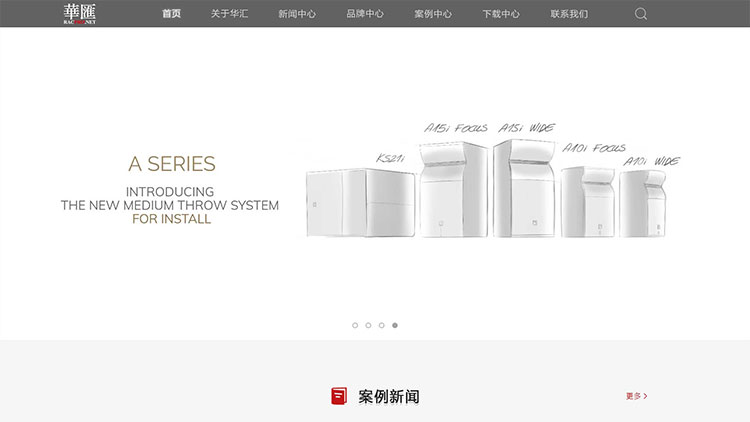 華匯
RACPRO.NET
首页 关于华汇 新闻中心 品牌中心 案例中心 下载中心 联系我们
KS21i A15i FOCUS A15i WIDE A10i FOCUS A10i WIDE
A SERIES
INTRODUCING
THE NEW MEDIUM THROW SYSTEM
FOR INSTALL
案例新闻 更多